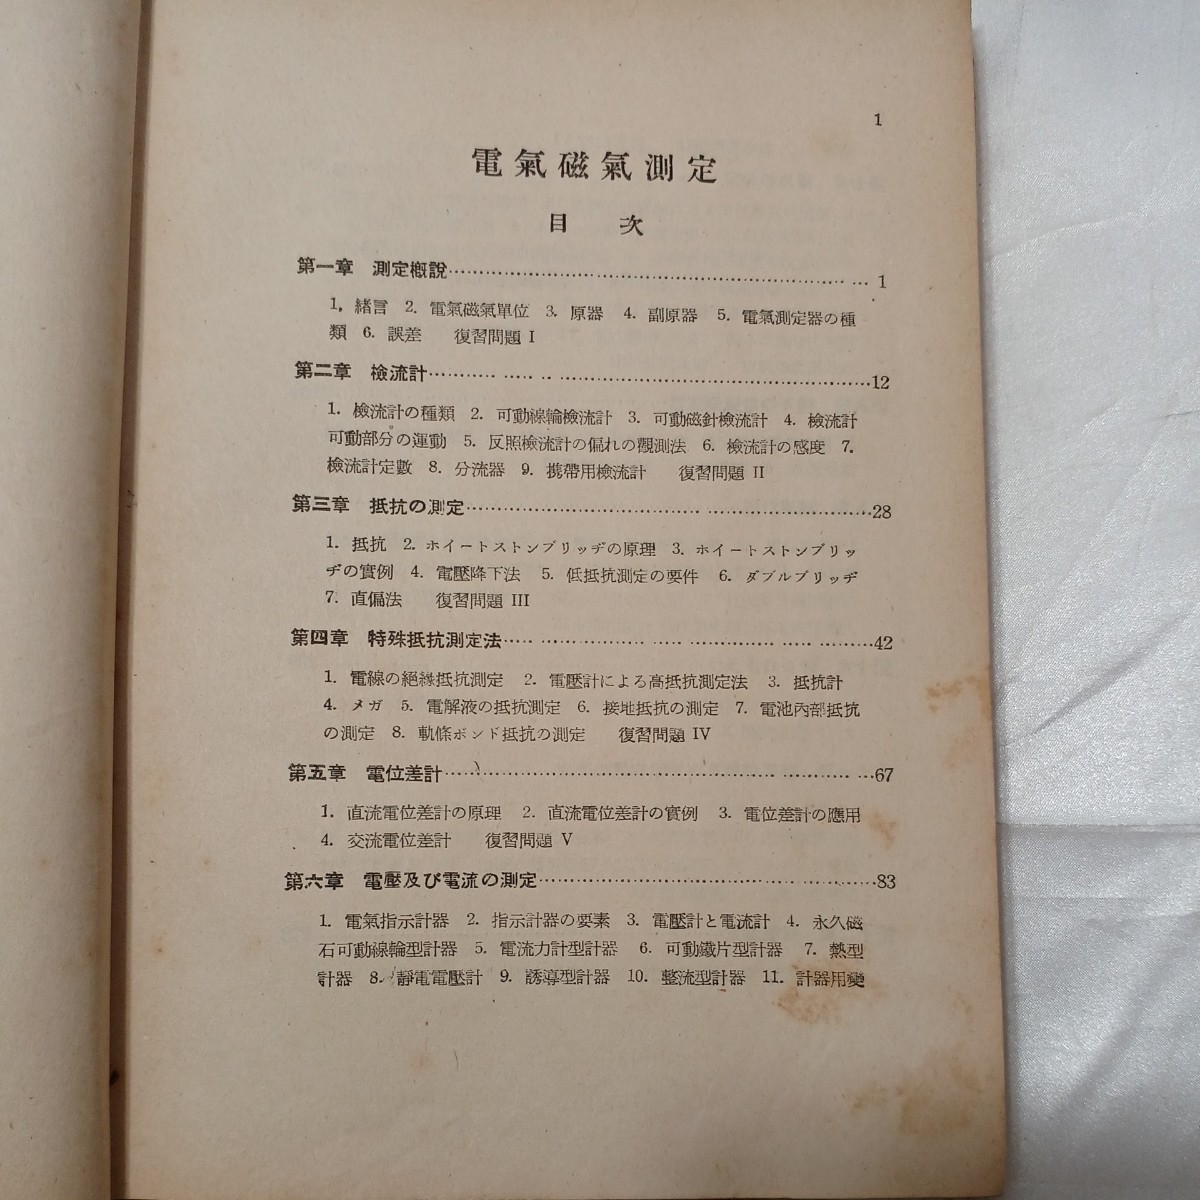 1
電氣磁氣測定
目 次
第一章 測定概說…………………………………………………………… … 1
1. 緒言 2. 電氣磁氣單位 3. 原器 4. 副原器 5. 電氣測定器の種
類 6. 誤差 復習問題 I
第二章 檢流計………… …… … ……………………………………12
1. 檢流計の種類 2. 可動線輪檢流計 3. 可動磁針檢流計 4. 檢流計
可動部分の運動 5. 反照檢流計の偏れの觀測法 6. 檢流計の感度 7.
檢流計定數 8. 分流器 9. 携帶用檢流計 復習問題 II
第三章 抵抗の測定………………………………… ………………………28
1. 抵抗 2. ホイートストンブリッヂの原理 3. ホイートストンブリッ
ヂの實例 4. 電壓降下法 5. 低抵抗測定の要件 6. ダブルブリッヂ
7. 直偏法 復習問題 III
第四章 特殊抵抗測定法…… ……………… … …………… …… ………42
1. 電線の絕緣抵抗測定 2. 電壓計による高抵抗測定法 3. 抵抗計
4. メガ 5. 電解液の抵抗測定 6. 接地抵抗の測定 7. 電池內部抵抗
の測定 8. 軌條ボンド抵抗の測定 復習問題 IV
第五章 電位差計……………………………………………… ………… …67
1. 直流電位差計の原理 2. 直流電位差計の實例 3. 電位差計の應用
4. 交流電位差計 復習問題 V
第六章 電壓及び電流の測定……………………………… …… …………83
1. 電氣指示計器 2. 指示計器の要素 3. 電壓計と電流計 4. 永久磁
石可動線輪型計器 5. 電流力計型計器 6. 可動鐵片型計器 7. 熱型
計器 8. 靜電電壓計 9. 誘導型計器 10. 整流型計器 11. 計器用變